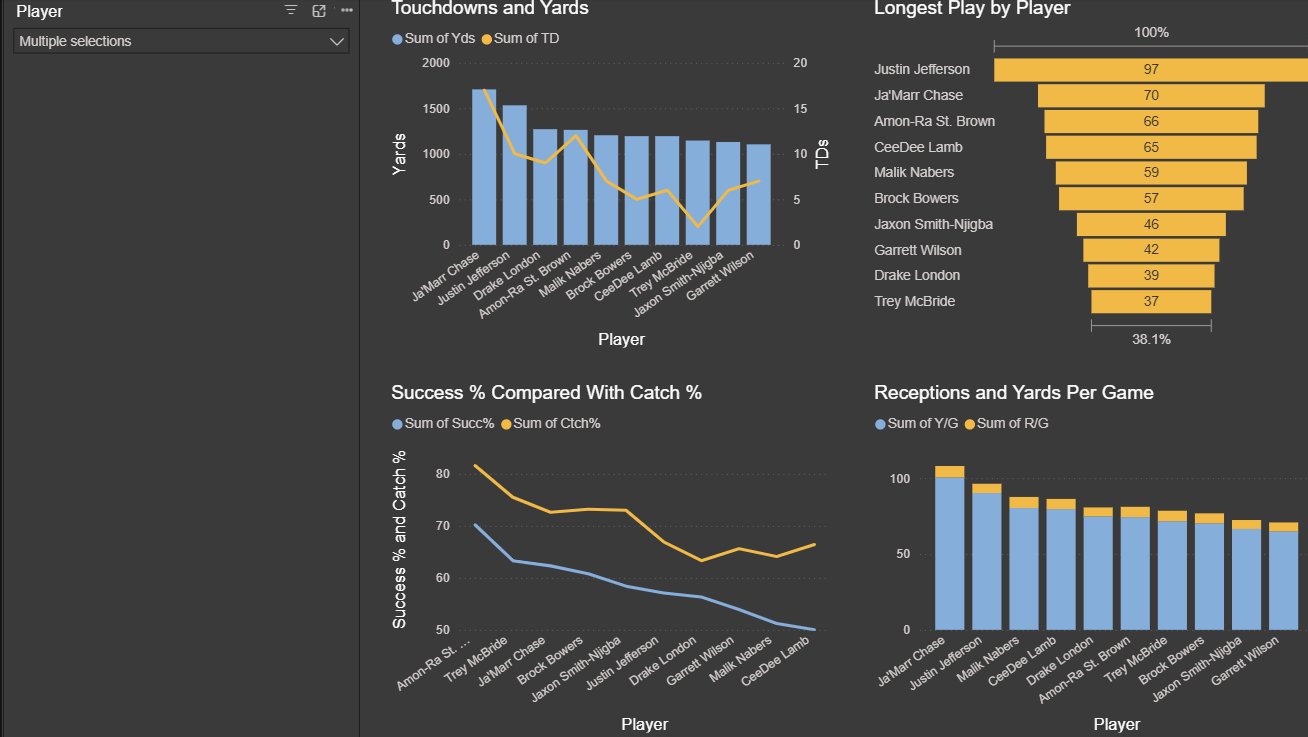 Player
Multiple selections
Touchdowns and Yards
Sum of Yds Sum of TD
2000
1500
1000
500
0
Yards
20
15
10
5
0
TDs
Ja'Marr Chase
Justin Jefferson
Drake London
Amon-Ra St. Brown
Malik Nabers
Brock Bowers
CeeDee Lamb
Trey McBride
Jaxon Smith-Njigba
Garrett Wilson
Player
Longest Play by Player
100%
Justin Jefferson 97
Ja'Marr Chase 70
Amon-Ra St. Brown 66
CeeDee Lamb 65
Malik Nabers 59
Brock Bowers 57
Jaxon Smith-Njigba 46
Garrett Wilson 42
Drake London 39
Trey McBride 37
38.1%
Success % Compared With Catch %
Sum of Succ% Sum of Ctch%
80
70
60
50
Success % and Catch %
Amon-Ra St. ...
Trey McBride
Ja'Marr Chase
Brock Bowers
Jaxon Smith-Njigba
Justin Jefferson
Drake London
Garrett Wilson
Malik Nabers
CeeDee Lamb
Player
Receptions and Yards Per Game
Sum of Y/G Sum of R/G
100
50
0
Ja'Marr Chase
Justin Jefferson
Malik Nabers
CeeDee Lamb
Drake London
Amon-Ra St. Brown
Trey McBride
Brock Bowers
Jaxon Smith-Njigba
Garrett Wilson
Player